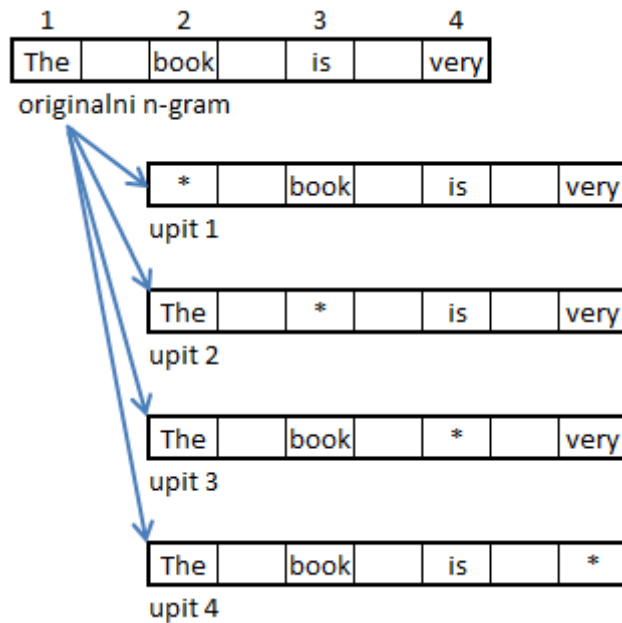 1 2 3 4
The book is very
originalni n-gram
* book is very
upit 1
The * is very
upit 2
The book * very
upit 3
The book is *
upit 4